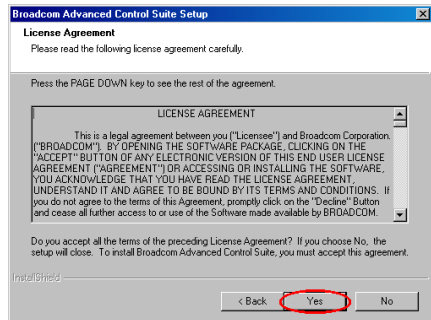 Broadcom Advanced Control Suite Setup
License Agreement
Please read the following license agreement carefully.
Press the PAGE DOWN key to see the rest of the agreement.
LICENSE AGREEMENT
This is a legal agreement between you ("Licensee") and Broadcom Corporation.
("BROADCOM"). BY OPENING THE SOFTWARE PACKAGE, CLICKING ON THE
"ACCEPT" BUTTON OF ANY ELECTRONIC VERSION OF THIS END USER LICENSE
AGREEMENT ("AGREEMENT") OR ACCESSING OR INSTALLING THE SOFTWARE,
YOU ACKNOWLEDGE THAT YOU HAVE READ THE LICENSE AGREEMENT,
UNDERSTAND IT AND AGREE TO BE BOUND BY ITS TERMS AND CONDITIONS. If
you do not agree to the terms of this Agreement, promptly click on the "Decline" Button
and cease all further access to or use of the Software made available by BROADCOM.
Do you accept all the terms of the preceding License Agreement? If you choose No, the
setup will close. To install Broadcom Advanced Control Suite, you must accept this agreement.
InstallShield
< Back Yes No